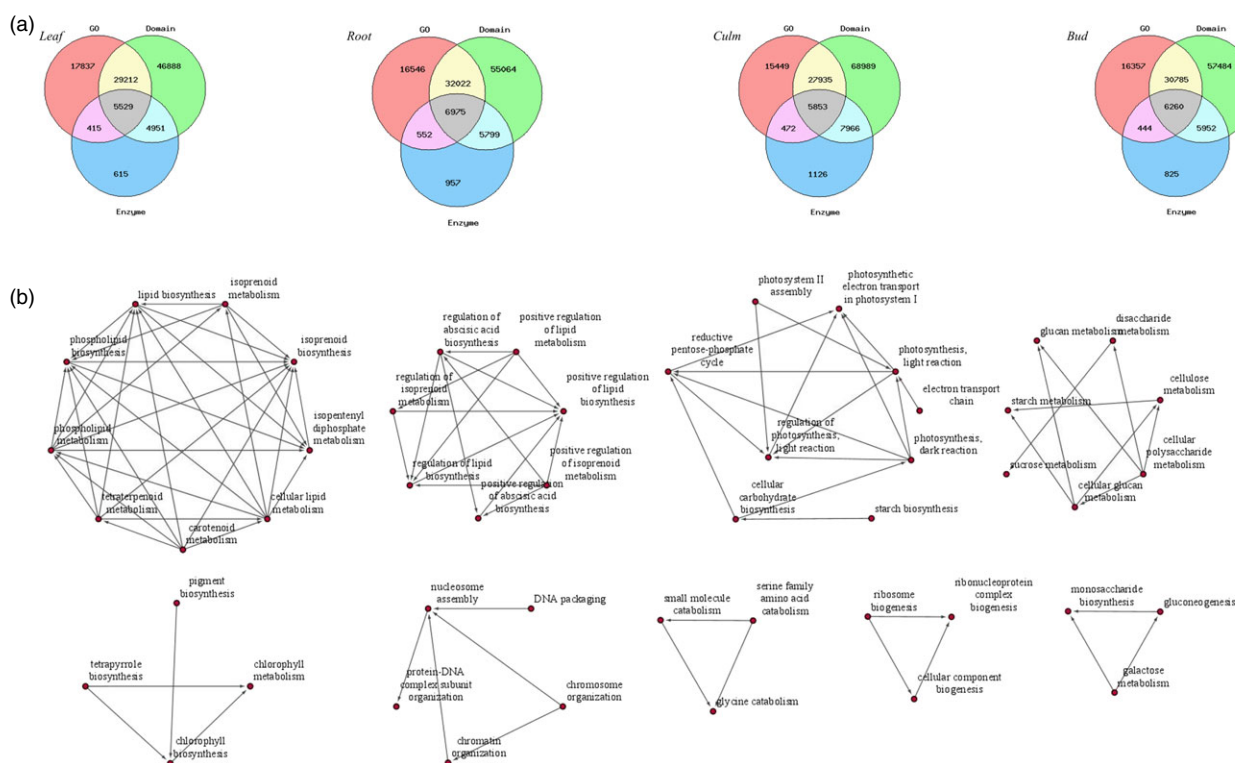 (a)
Leaf
GO
Domain
17837
46888
29212
5529
415
4951
615
Enzyme
Root
GO
Domain
16546
55064
32022
6975
552
5799
957
Enzyme
Culm
GO
Domain
15449
68989
27935
5853
472
7966
1126
Enzyme
Bud
GO
Domain
16357
57484
30785
6260
444
5952
825
Enzyme
(b)
lipid biosynthesis
isoprenoid
metabolism
phospholipid
biosynthesis
isoprenoid
biosynthesis
phospholipid
metabolism
isopentenyl
diphosphate
metabolism
tetraterpenoid
metabolism
cellular lipid
metabolism
carotenoid
metabolism
regulation of
abscisic acid
biosynthesis
positive regulation
of lipid
metabolism
regulation of
isoprenoid
metabolism
positive regulation
of lipid
biosynthesis
regulation of lipid
biosynthesis
positive regulation
of isoprenoid
metabolism
positive regulation
of abscisic acid
biosynthesis
photosystem II
assembly
photosynthetic
electron transport
in photosystem I
reductive
pentose-phosphate
cycle
photosynthesis,
light reaction
electron transport
chain
regulation of
photosynthesis,
light reaction
photosynthesis,
dark reaction
cellular
carbohydrate
biosynthesis
starch biosynthesis
glucan metabolism
disaccharide
metabolism
starch metabolism
cellulose metabolism
sucrose metabolism
cellular
polysaccharide
metabolism
cellular glucan
metabolism
pigment
biosynthesis
tetrapyrrole
biosynthesis
chlorophyll
metabolism
chlorophyll
biosynthesis
nucleosome
assembly
DNA packaging
protein-DNA
complex subunit
organization
chromosome
organization
chromatin
organization
small molecule
catabolism
serine family
amino acid
catabolism
glycine catabolism
ribosome
biogenesis
ribonucleoprotein
complex
biogenesis
cellular component
biogenesis
monosaccharide
biosynthesis
gluconeogenesis
galactose
metabolism